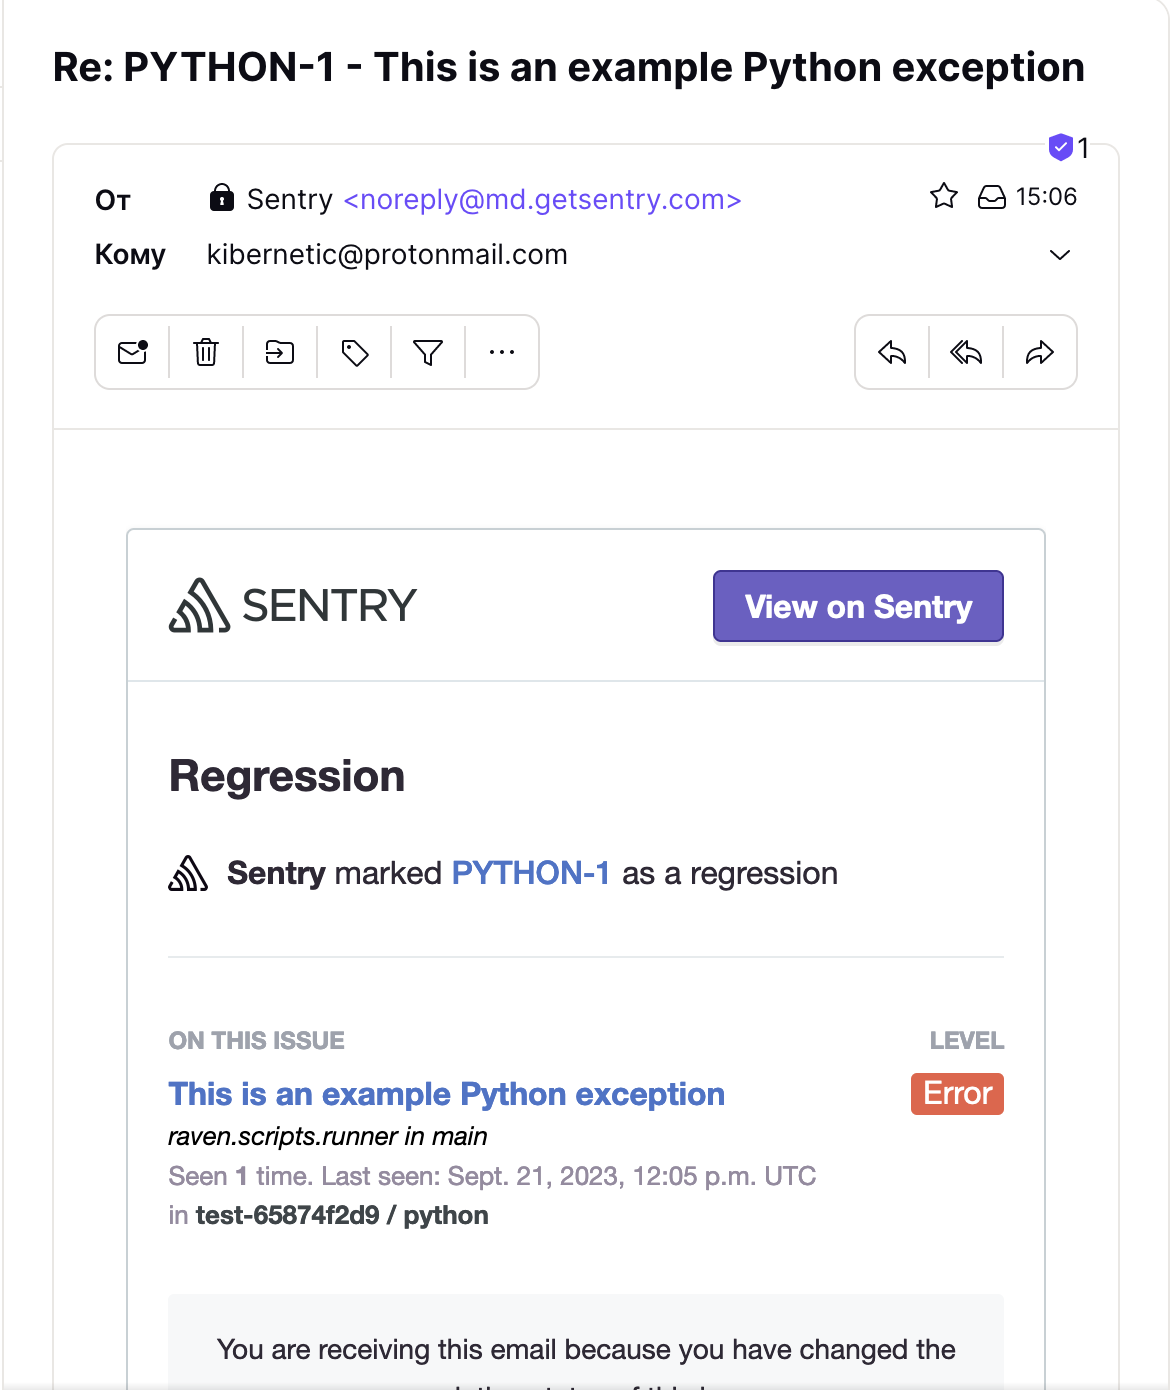 Re: PYTHON-1 - This is an example Python exception
1
От Sentry <noreply@md.getsentry.com> 15:06
Кому kibernetic@protonmail.com
SENTRY View on Sentry
Regression
Sentry marked PYTHON-1 as a regression
ON THIS ISSUE LEVEL
This is an example Python exception Error
raven.scripts.runner in main
Seen 1 time. Last seen: Sept. 21, 2023, 12:05 p.m. UTC
in test-65874f2d9 / python
You are receiving this email because you have changed the